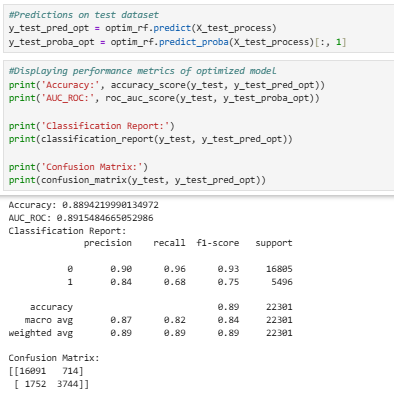 #Predictions on test dataset
y_test_pred_opt = optim_rf.predict(X_test_process)
y_test_proba_opt = optim_rf.predict_proba(X_test_process)[:, 1]
#Displaying performance metrics of optimized model
print('Accuracy:', accuracy_score(y_test, y_test_pred_opt))
print('AUC_ROC:', roc_auc_score(y_test, y_test_proba_opt))
print('Classification Report:')
print(classification_report(y_test, y_test_pred_opt))
print('Confusion Matrix:')
print(confusion_matrix(y_test, y_test_pred_opt))
Accuracy: 0.8894219990134972
AUC_ROC: 0.8915484665052986
Classification Report:
precision recall f1-score support
0 0.90 0.96 0.93 16805
1 0.84 0.68 0.75 5496
accuracy 0.89 22301
macro avg 0.87 0.82 0.84 22301
weighted avg 0.89 0.89 0.89 22301
Confusion Matrix:
[[16091 714]
[ 1752 3744]]